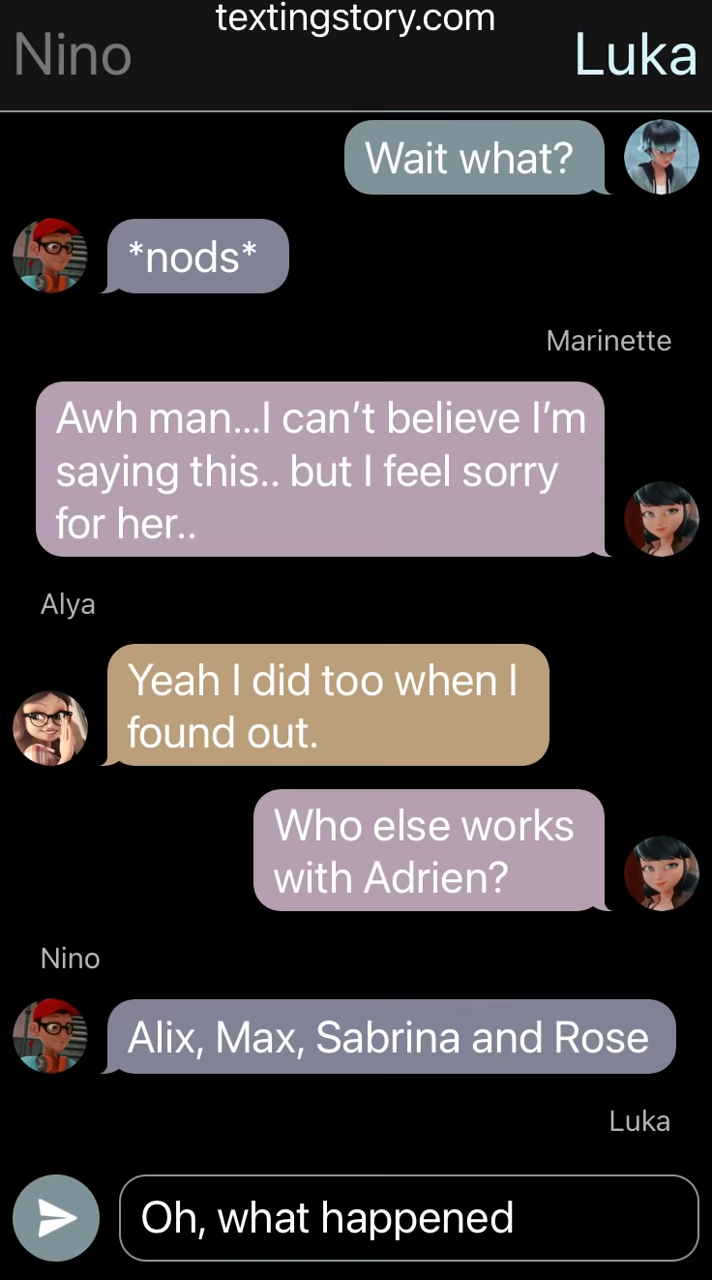 textingstory.com
Nino
Luka
Wait what?
*nods*
Marinette
Awh man...I can’t believe I’m
saying this.. but I feel sorry
for her..
Alya
Yeah I did too when I
found out.
Who else works
with Adrien?
Nino
Alix, Max, Sabrina and Rose
Luka
Oh, what happened